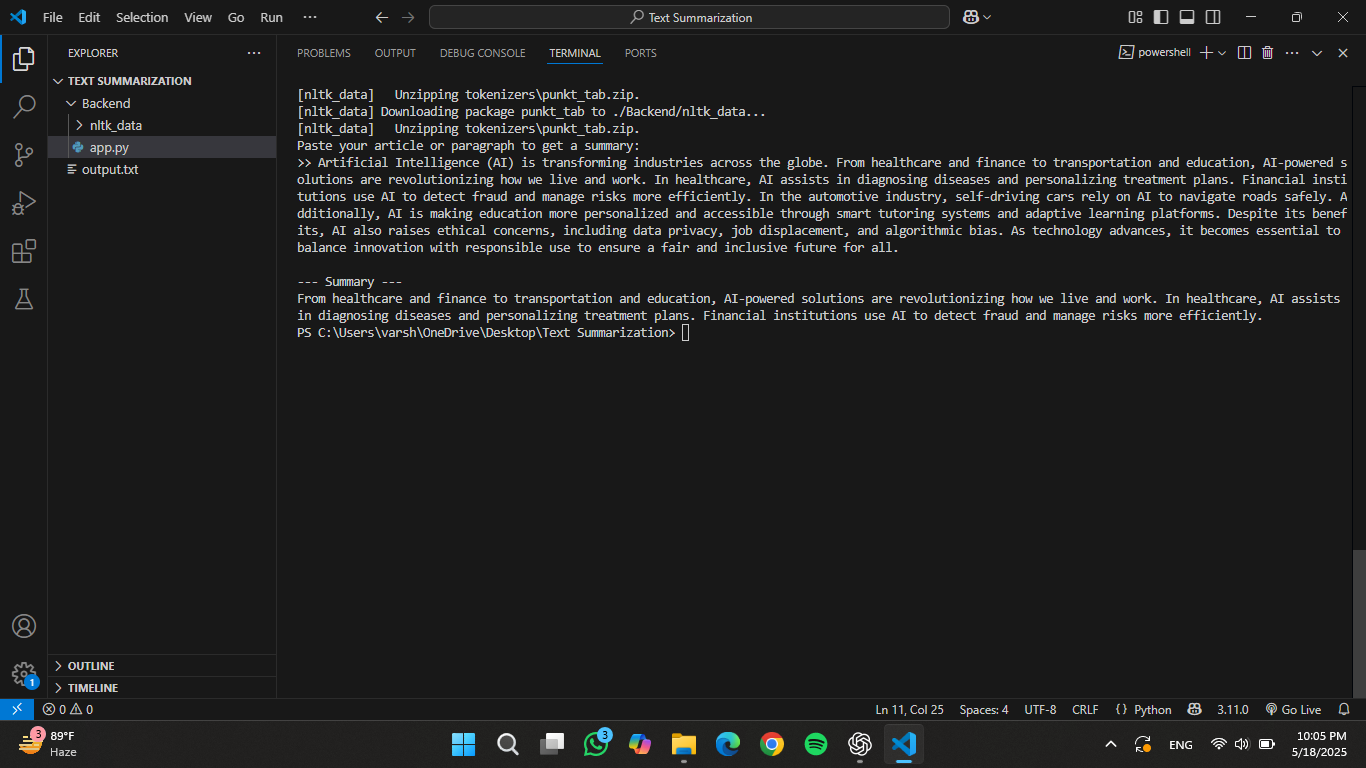 File Edit Selection View Go Run ··· Text Summarization
EXPLORER ···
PROBLEMS OUTPUT DEBUG CONSOLE TERMINAL PORTS powershell
TEXT SUMMARIZATION
Backend
nltk_data
app.py
output.txt
[nltk_data]   Unzipping tokenizers\punkt_tab.zip.
[nltk_data] Downloading package punkt_tab to ./Backend/nltk_data...
[nltk_data]   Unzipping tokenizers\punkt_tab.zip.
Paste your article or paragraph to get a summary:
>> Artificial Intelligence (AI) is transforming industries across the globe. From healthcare and finance to transportation and education, AI-powered s
olutions are revolutionizing how we live and work. In healthcare, AI assists in diagnosing diseases and personalizing treatment plans. Financial insti
tutions use AI to detect fraud and manage risks more efficiently. In the automotive industry, self-driving cars rely on AI to navigate roads safely. A
dditionally, AI is making education more personalized and accessible through smart tutoring systems and adaptive learning platforms. Despite its benef
its, AI also raises ethical concerns, including data privacy, job displacement, and algorithmic bias. As technology advances, it becomes essential to
balance innovation with responsible use to ensure a fair and inclusive future for all.
--- Summary ---
From healthcare and finance to transportation and education, AI-powered solutions are revolutionizing how we live and work. In healthcare, AI assists
in diagnosing diseases and personalizing treatment plans. Financial institutions use AI to detect fraud and manage risks more efficiently.
PS C:\Users\varsh\OneDrive\Desktop\Text Summarization>
OUTLINE
TIMELINE
1
0 0 Ln 11, Col 25 Spaces: 4 UTF-8 CRLF {} Python 3.11.0 Go Live
3 89°F
Haze
3
ENG
10:05 PM
5/18/2025